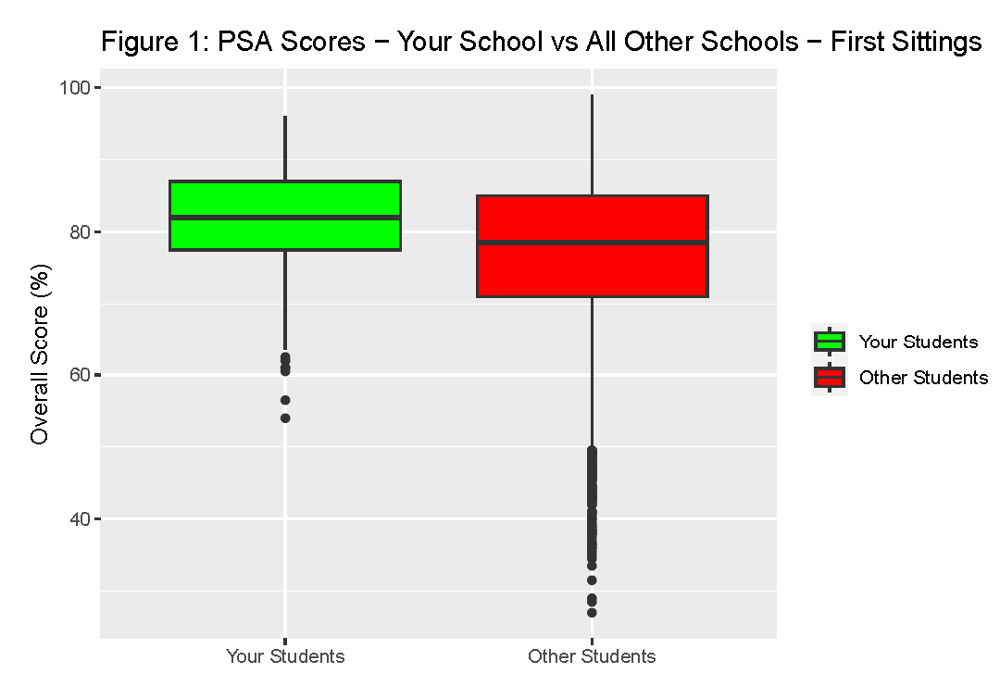 Figure 1: PSA Scores − Your School vs All Other Schools − First Sittings
100
80
60
40
Overall Score (%)
Your Students
Other Students
Your Students
Other Students